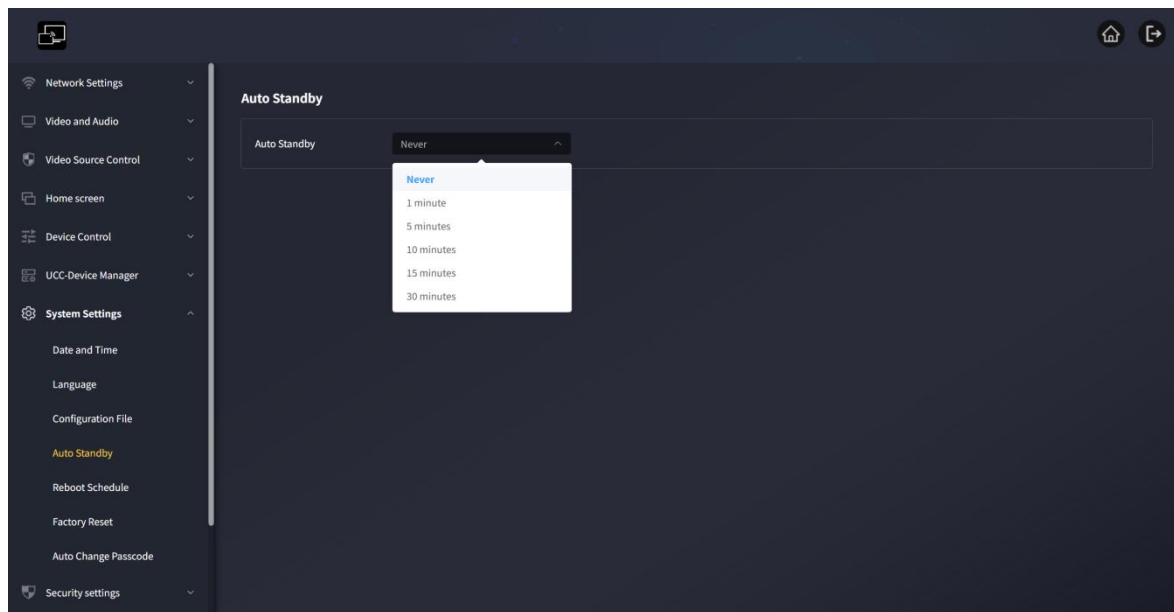 Network Settings
Video and Audio
Video Source Control
Home screen
Device Control
UCC-Device Manager
System Settings
Date and Time
Language
Configuration File
Auto Standby
Reboot Schedule
Factory Reset
Auto Change Passcode
Security settings
Auto Standby
Auto Standby Never
Never
1 minute
5 minutes
10 minutes
15 minutes
30 minutes